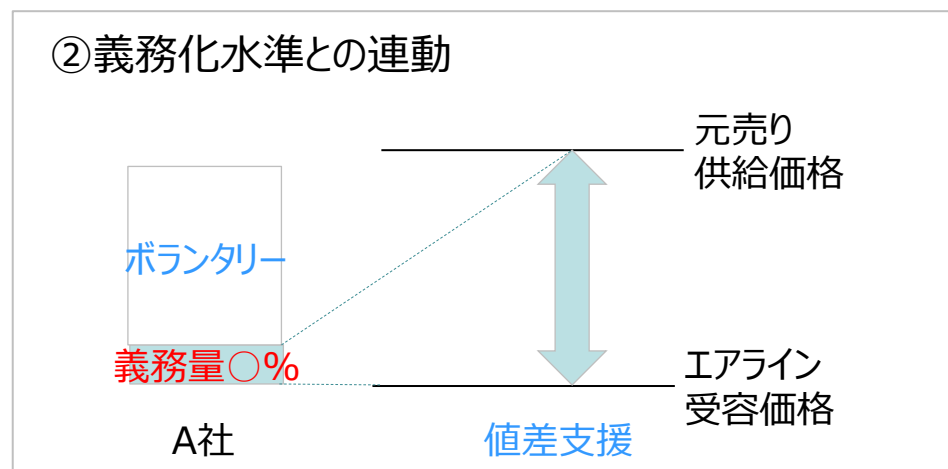 ②義務化水準との連動
元売り
供給価格
ボランタリー
義務量○%
エアライン
受容価格
A社
値差支援